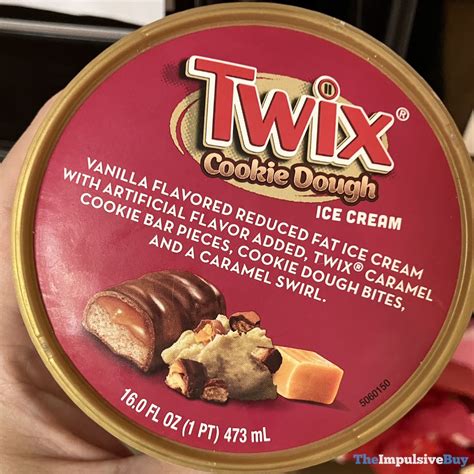 TWIX®
Cookie Dough
ICE CREAM
VANILLA FLAVORED REDUCED FAT ICE CREAM
WITH ARTIFICIAL FLAVOR ADDED, TWIX® CARAMEL
COOKIE BAR PIECES, COOKIE DOUGH BITES,
AND A CARAMEL SWIRL.
16.0 FL OZ (1 PT) 473 mL
5060150
TheImpulsiveBuy